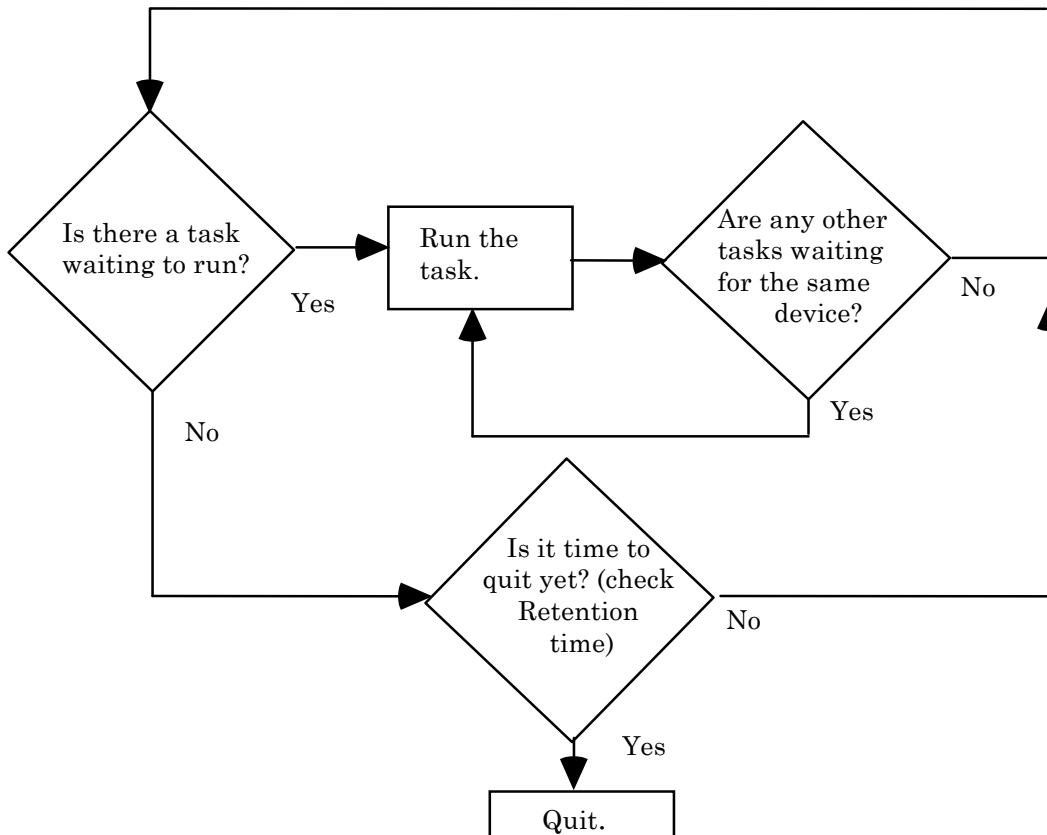 Is there a task
waiting to run?
Yes
Run the
task.
Are any other
tasks waiting
for the same
device?
No
Yes
No
Is it time to
quit yet? (check
Retention
time)
No
Yes
Quit.